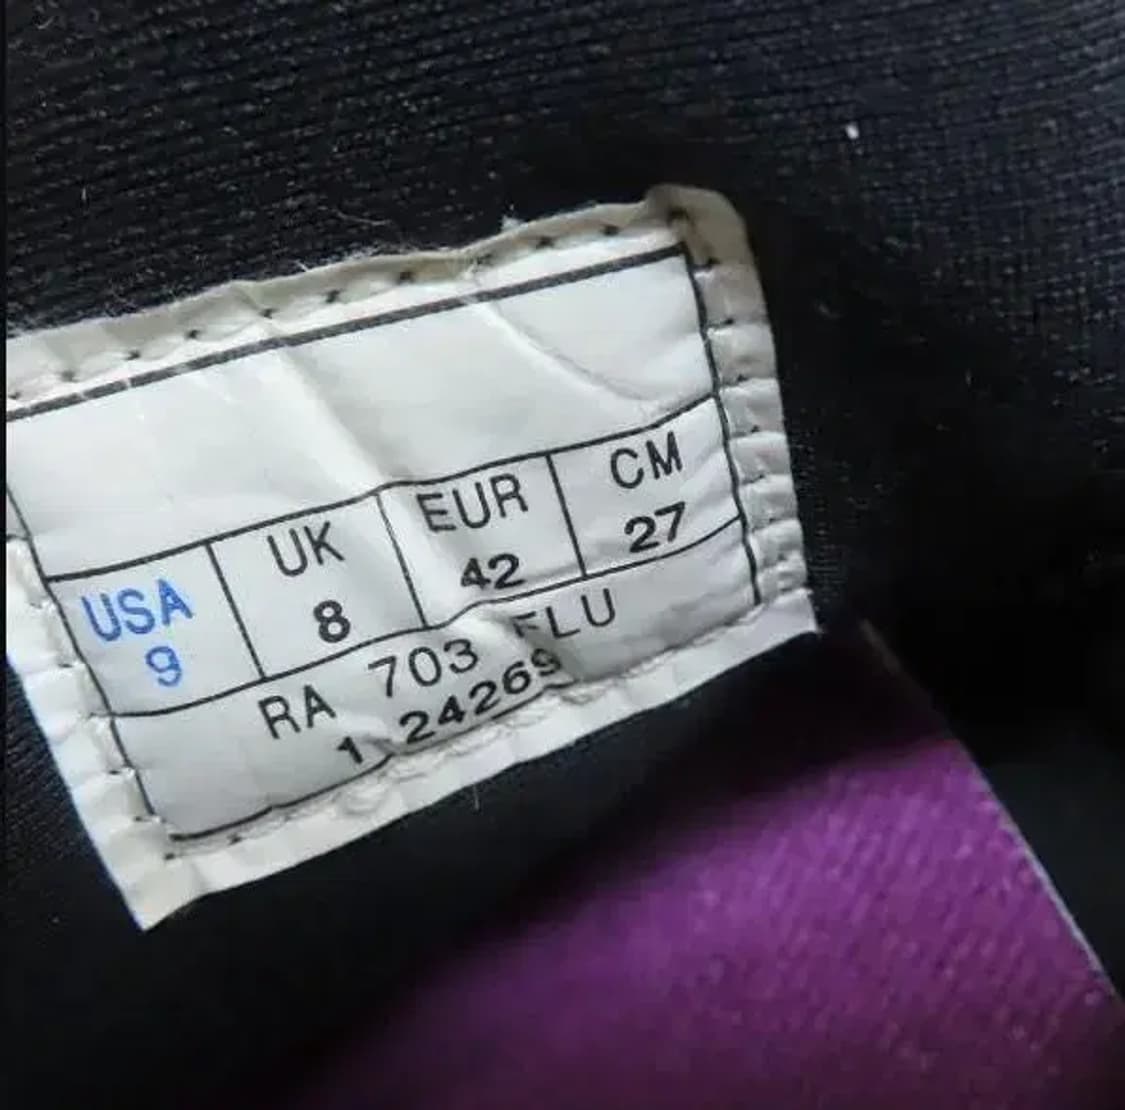 USA UK EUR CM
9 8 42 27
RA 703 FLU
1 24269